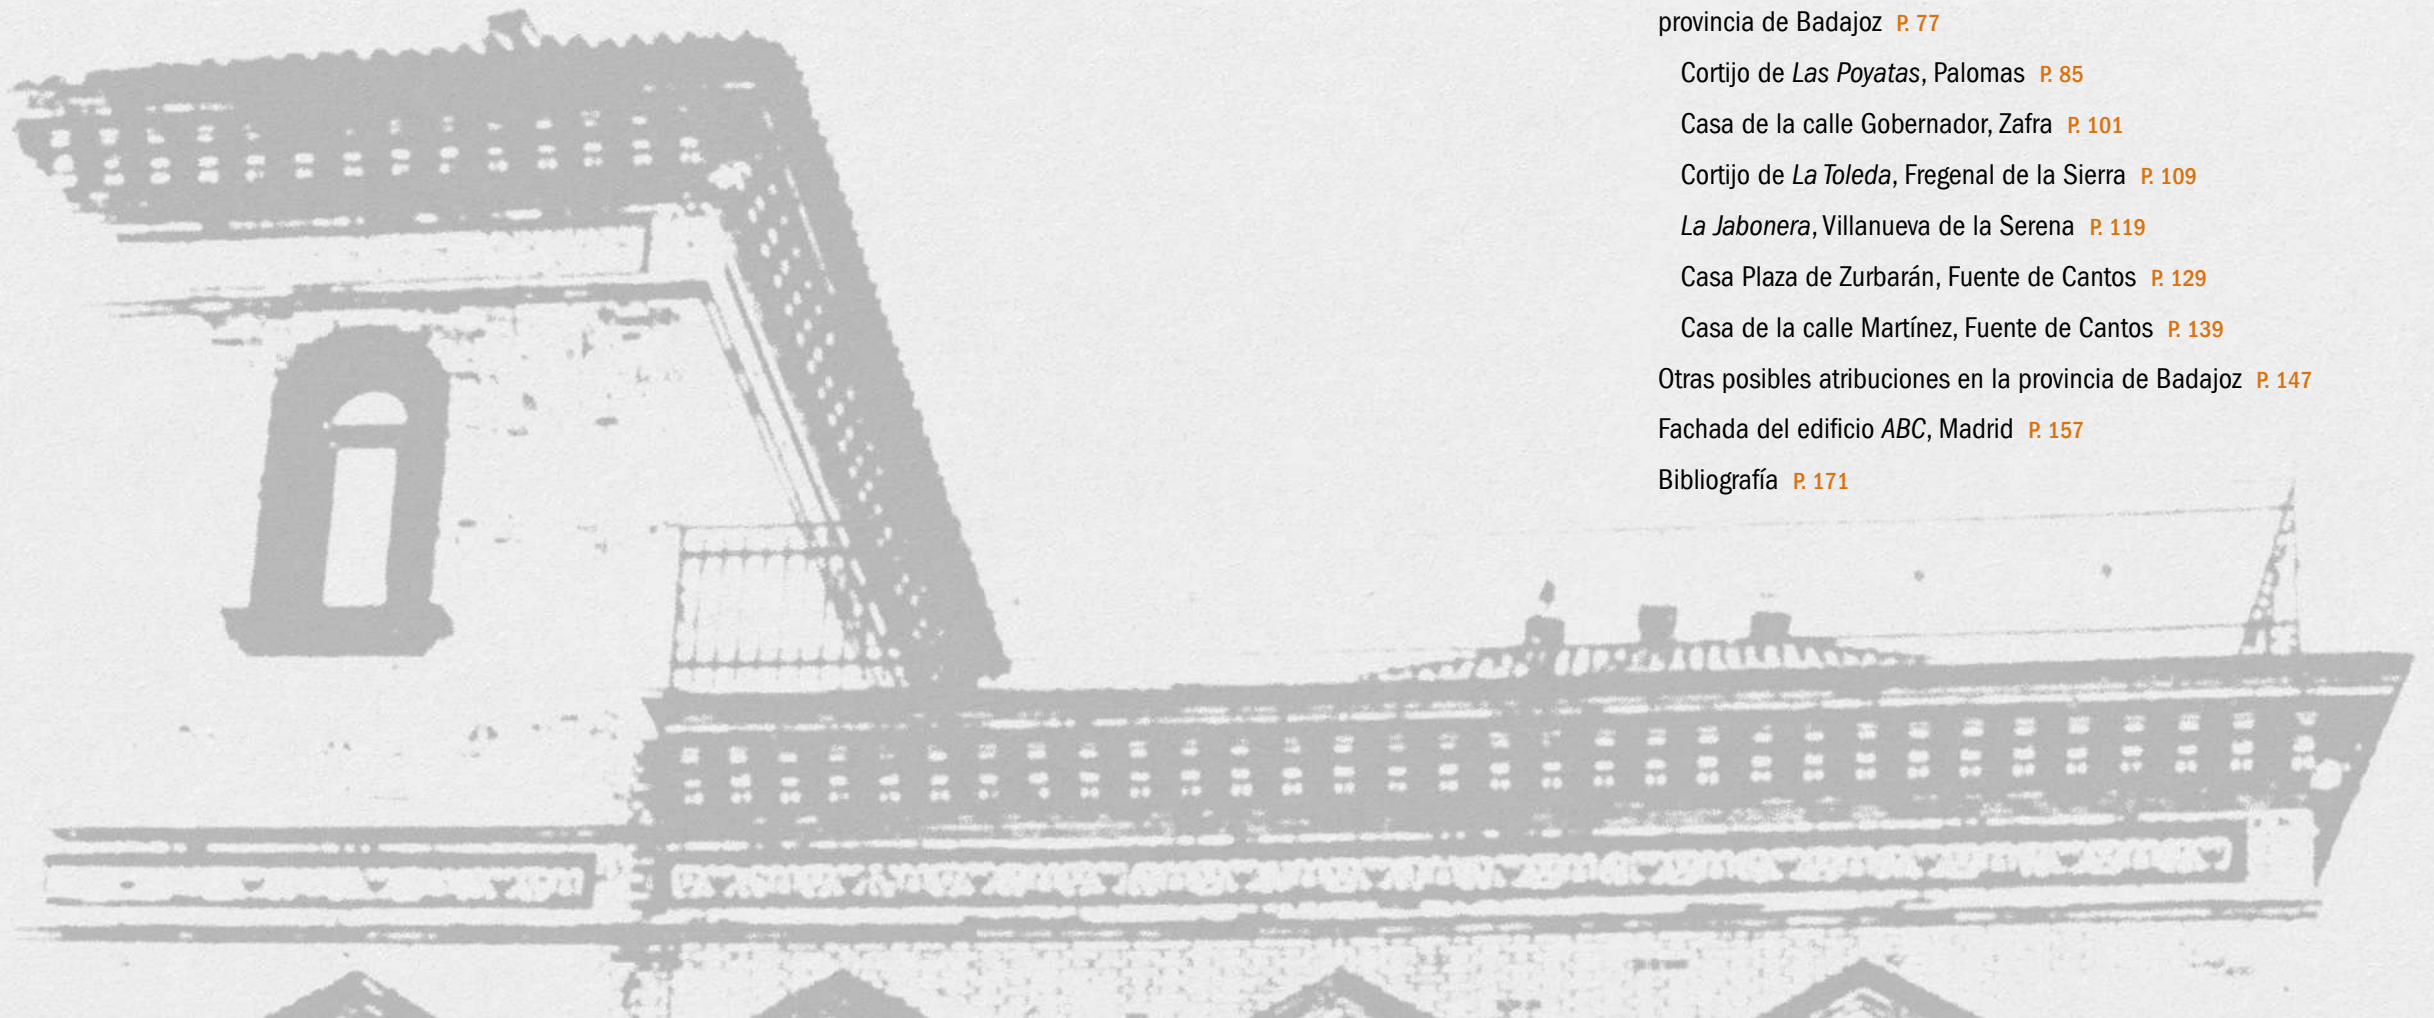 provincia de Badajoz P. 77
Cortijo de Las Poyatas, Palomas P. 85
Casa de la calle Gobernador, Zafra P. 101
Cortijo de La Toleda, Fregenal de la Sierra P. 109
La Jabonera, Villanueva de la Serena P. 119
Casa Plaza de Zurbarán, Fuente de Cantos P. 129
Casa de la calle Martínez, Fuente de Cantos P. 139
Otras posibles atribuciones en la provincia de Badajoz P. 147
Fachada del edificio ABC, Madrid P. 157
Bibliografía P. 171